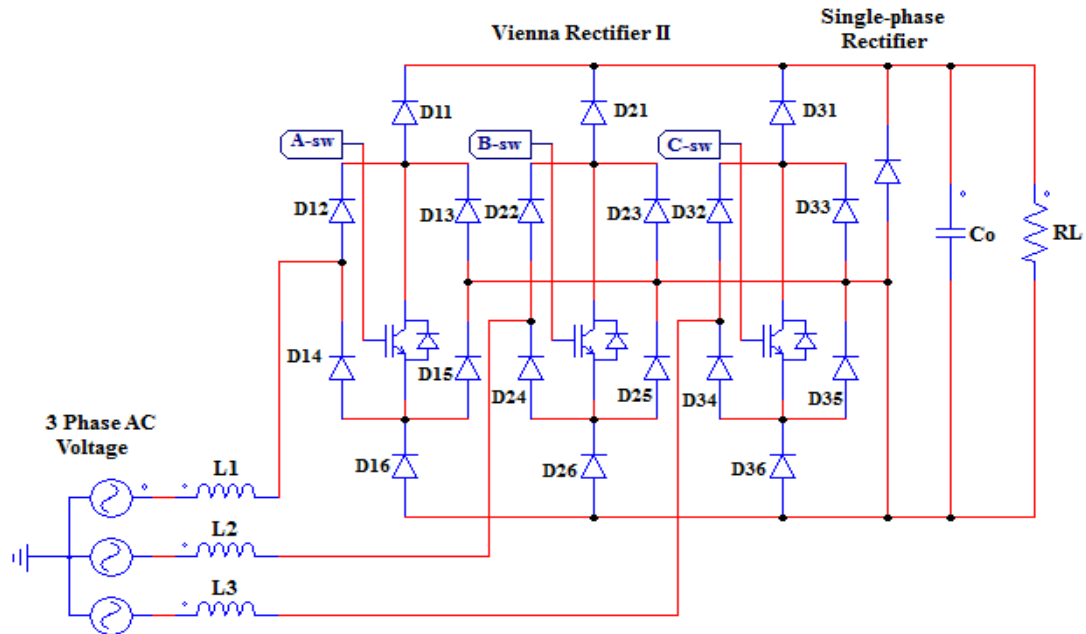 Vienna Rectifier II
Single-phase
Rectifier
D11
D21
D31
A-sw
B-sw
C-sw
D12
D13
D22
D23
D32
D33
Co
RL
D14
D15
D24
D25
D34
D35
3 Phase AC
Voltage
D16
D26
D36
L1
L2
L3